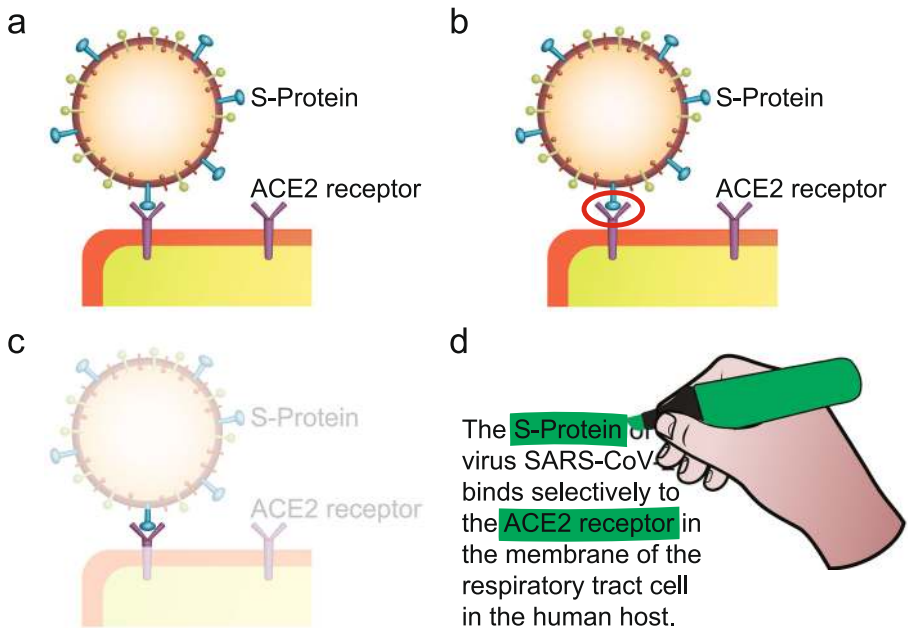 a
S-Protein
ACE2 receptor
b
S-Protein
ACE2 receptor
c
S-Protein
ACE2 receptor
d
The S-Protein of
virus SARS-CoV-
binds selectively to
the ACE2 receptor in
the membrane of the
respiratory tract cell
in the human host.